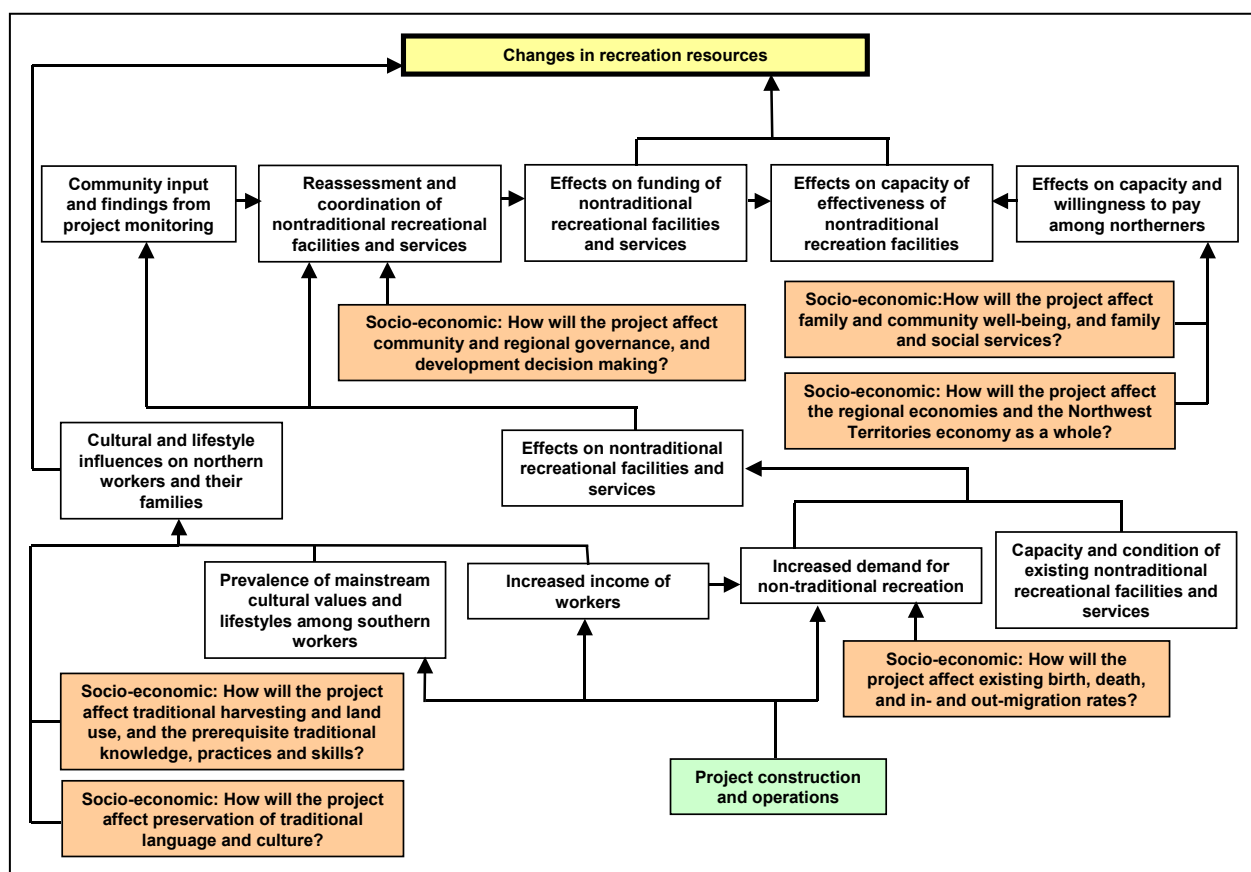 Changes in recreation resources
Community input
and findings from
project monitoring
Reassessment and
coordination of
nontraditional recreational
facilities and services
Effects on funding of
nontraditional
recreational facilities
and services
Effects on capacity of
effectiveness of
nontraditional
recreation facilities
Effects on capacity and
willingness to pay
among northerners
Socio-economic: How will the project affect
community and regional governance, and
development decision making?
Socio-economic:How will the project affect
family and community well-being, and family
and social services?
Socio-economic: How will the project affect
the regional economies and the Northwest
Territories economy as a whole?
Cultural and lifestyle
influences on northern
workers and their
families
Effects on nontraditional
recreational facilities and
services
Prevalence of mainstream
cultural values and
lifestyles among southern
workers
Increased income of
workers
Increased demand for
non-traditional recreation
Capacity and condition of
existing nontraditional
recreational facilities and
services
Socio-economic: How will the
project affect existing birth, death,
and in- and out-migration rates?
Socio-economic: How will the project
affect traditional harvesting and land
use, and the prerequisite traditional
knowledge, practices and skills?
Project construction
and operations
Socio-economic: How will the project
affect preservation of traditional
language and culture?